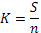 K = S/n